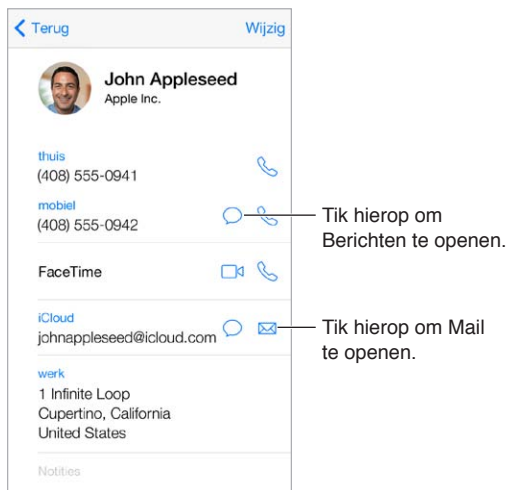 Terug Wijzig
John Appleseed
Apple Inc.
thuis
(408) 555-0941
mobiel
(408) 555-0942
Tik hierop om
Berichten te openen.
FaceTime
iCloud
johnappleseed@icloud.com
Tik hierop om Mail
te openen.
werk
1 Infinite Loop
Cupertino, California
United States
Notities